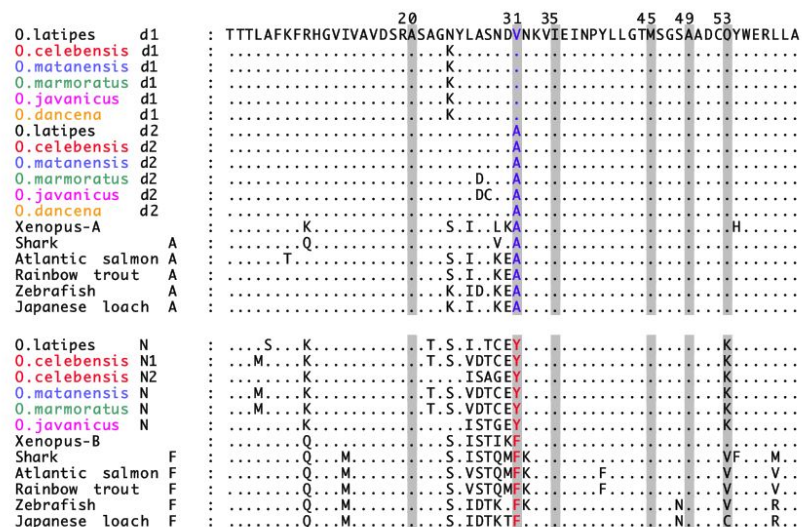 20 31 35 45 49 53
O.latipes d1 : TTTLAFKFRHGVIVAVDSRASAGNYLASNDVNKVIEINPYLLGTMSGSAADCQYWERLLA
O.celebensis d1 : .......................K....................................
O.matanensis d1 : .......................K....................................
O.marmoratus d1 : .......................K....................................
O.javanicus d1 : .......................K....................................
O.dancena d1 : .......................K....................................
O.latipes d2 : ..............................A.............................
O.celebensis d2 : ..............................A.............................
O.matanensis d2 : ..............................A.............................
O.marmoratus d2 : ..........................D...A.............................
O.javanicus d2 : ..........................DC..A.............................
O.dancena d2 : ..............................A.............................
Xenopus-A : ........K..............S.I..LKA......................H......
Shark A : ........Q...................V.A.............................
Atlantic salmon A : ......T................S.I..KEA.............................
Rainbow trout A : .......................S.I..KEA.............................
Zebrafish A : .......................K.ID.KEA.............................
Japanese loach A : .......................K.I..KEA.............................
O.latipes N : ....S...K............T.S.I.TCEY.....................K.......
O.celebensis N1 : ...M....K............T.S.VDTCEY.....................K.......
O.celebensis N2 : ........K................ISAGEY.....................K.......
O.matanensis N : ...M....K............T.S.VDTCEY.....................K.......
O.marmoratus N : ...M....K............T.S.VDTCEY.....................K.......
O.javanicus N : ........K................ISTGEY.....................K.......
Xenopus-B : ........Q..............S.ISTIKF.............................
Shark F : ........Q...M..........S.ISTQMFK....................VF...M..
Atlantic salmon F : ........Q...M..........S.VSTQMFK.......F............V....M..
Rainbow trout F : ........Q...M..........S.VSTQMFK.......F............V....L..
Zebrafish F : ........Q...M..........S.IDTK.FK...............N....V....R..
Japanese loach F : ........Q...M..........S.IDTKTF................N....C....R..